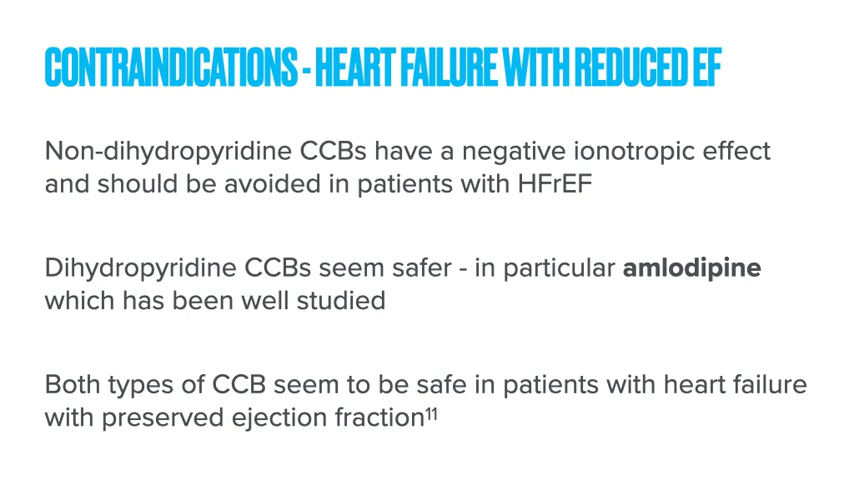 CONTRAINDICATIONS - HEART FAILURE WITH REDUCED EF
Non-dihydropyridine CCBs have a negative ionotropic effect
and should be avoided in patients with HFrEF
Dihydropyridine CCBs seem safer - in particular amlodipine
which has been well studied
Both types of CCB seem to be safe in patients with heart failure
with preserved ejection fraction¹¹